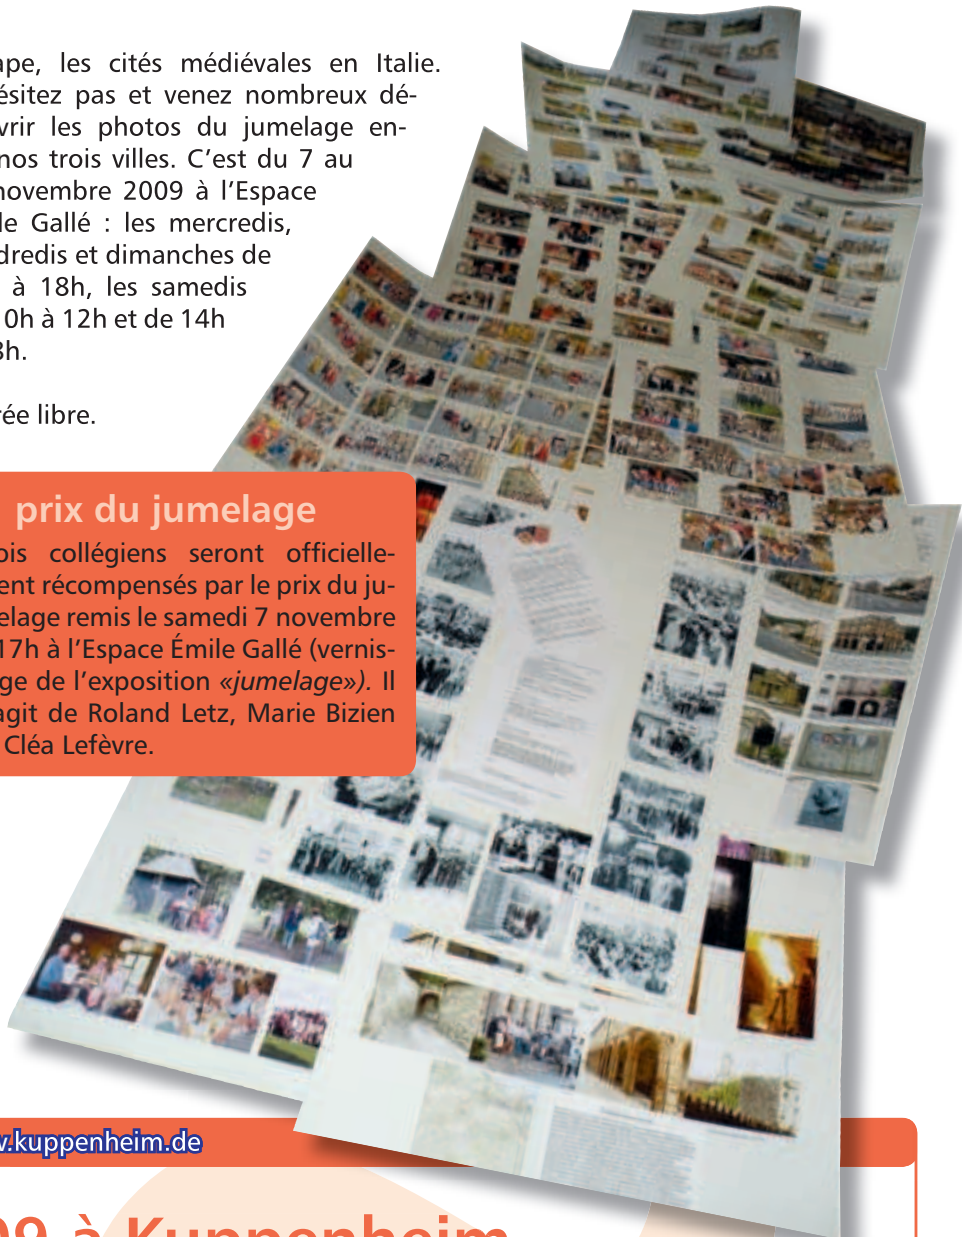 ape, les cités médiévales en Italie.
ésitez pas et venez nombreux dé-
vrir les photos du jumelage en-
nos trois villes. C’est du 7 au
novembre 2009 à l’Espace
le Gallé : les mercredis,
dredis et dimanches de
à 18h, les samedis
0h à 12h et de 14h
8h.
rée libre.
prix du jumelage
ois collégiens seront officielle-
ent récompensés par le prix du ju-
elage remis le samedi 7 novembre
17h à l’Espace Émile Gallé (vernis-
ge de l’exposition «jumelage»). Il
agit de Roland Letz, Marie Bizien
Cléa Lefèvre.
w.kuppenheim.de
09 à Kuppenheim